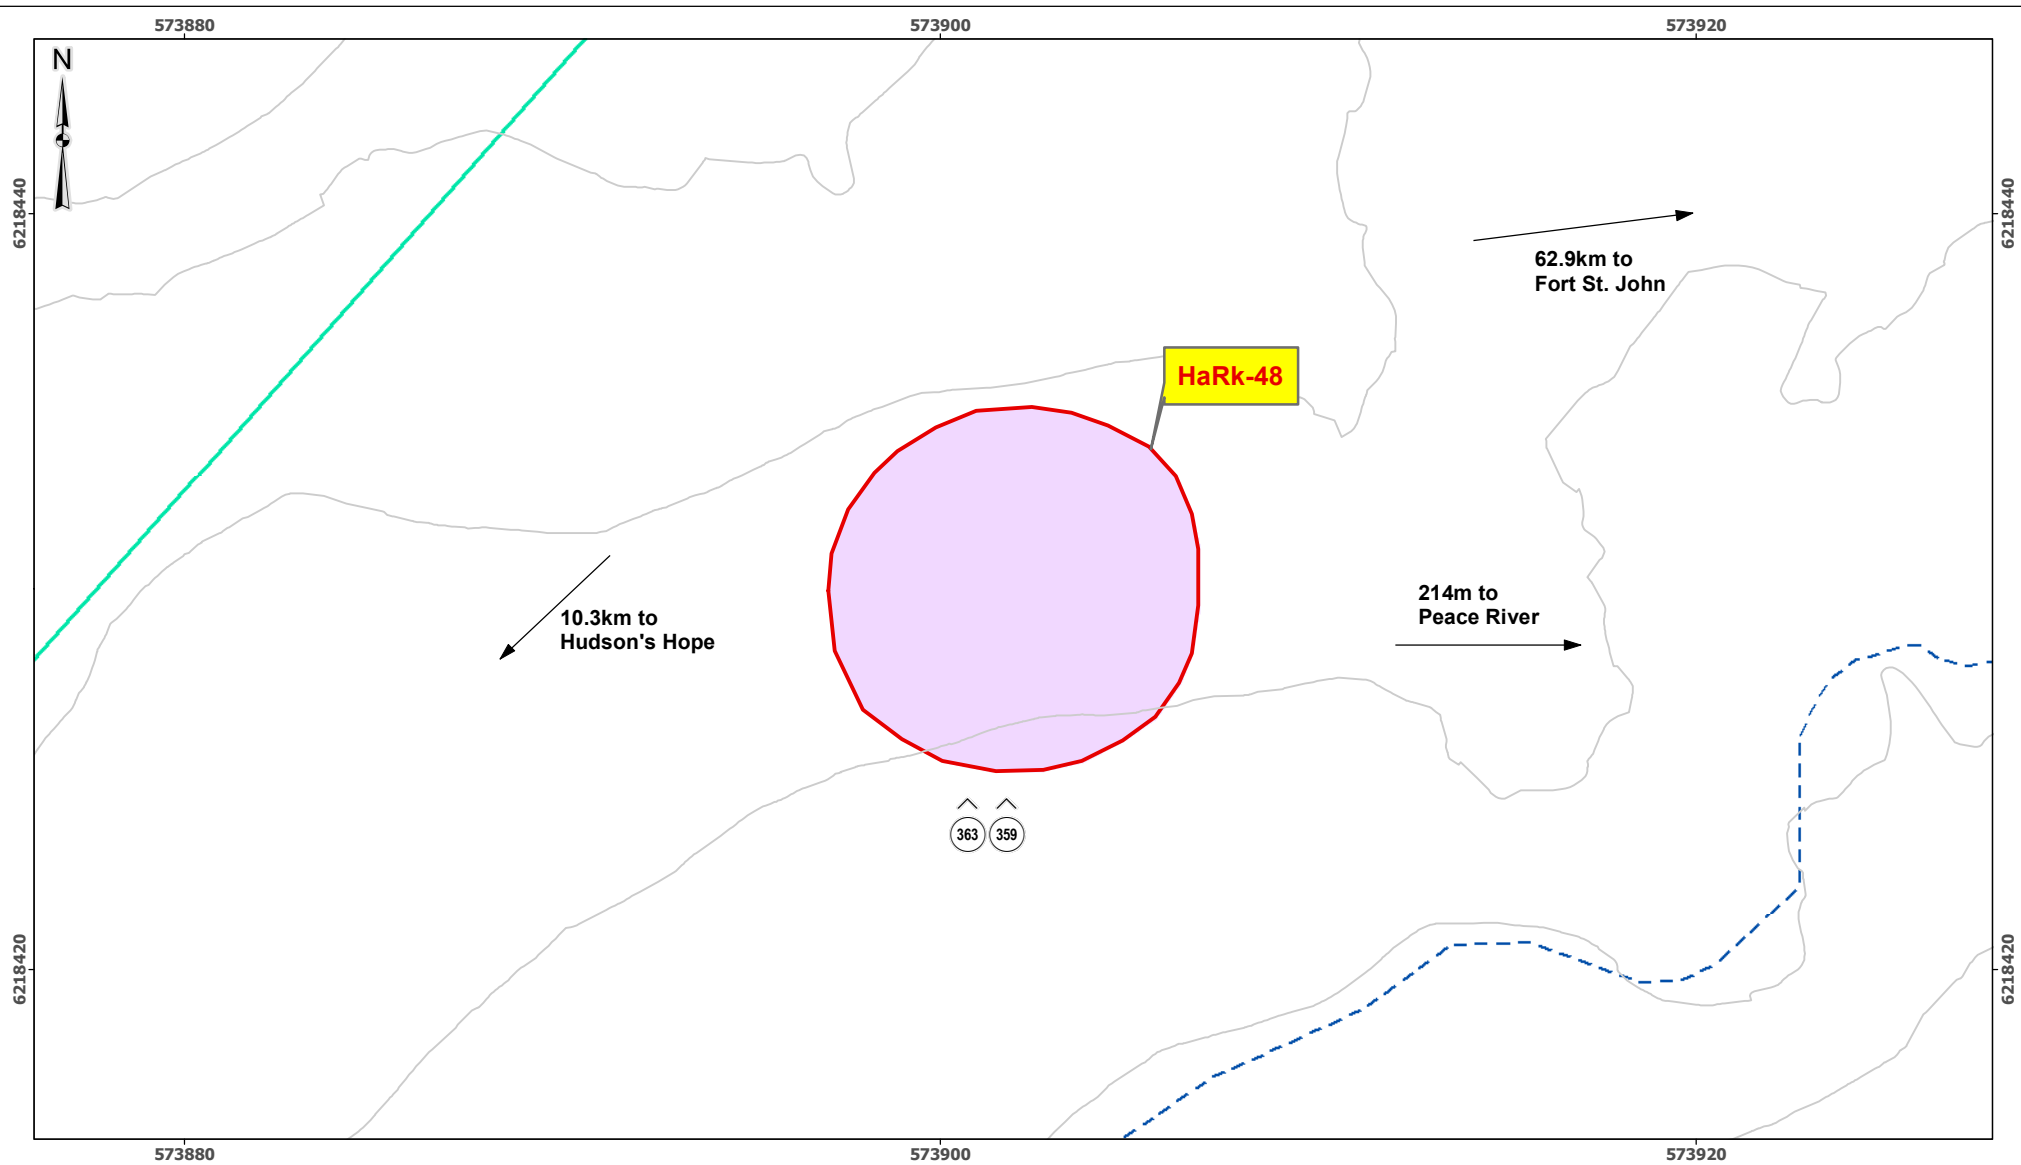 573880
573900
573920
N
6218440
6218440
62.9km to
Fort St. John
HaRk-48
10.3km to
Hudson's Hope
214m to
Peace River
363
359
6218420
6218420
573880
573900
573920